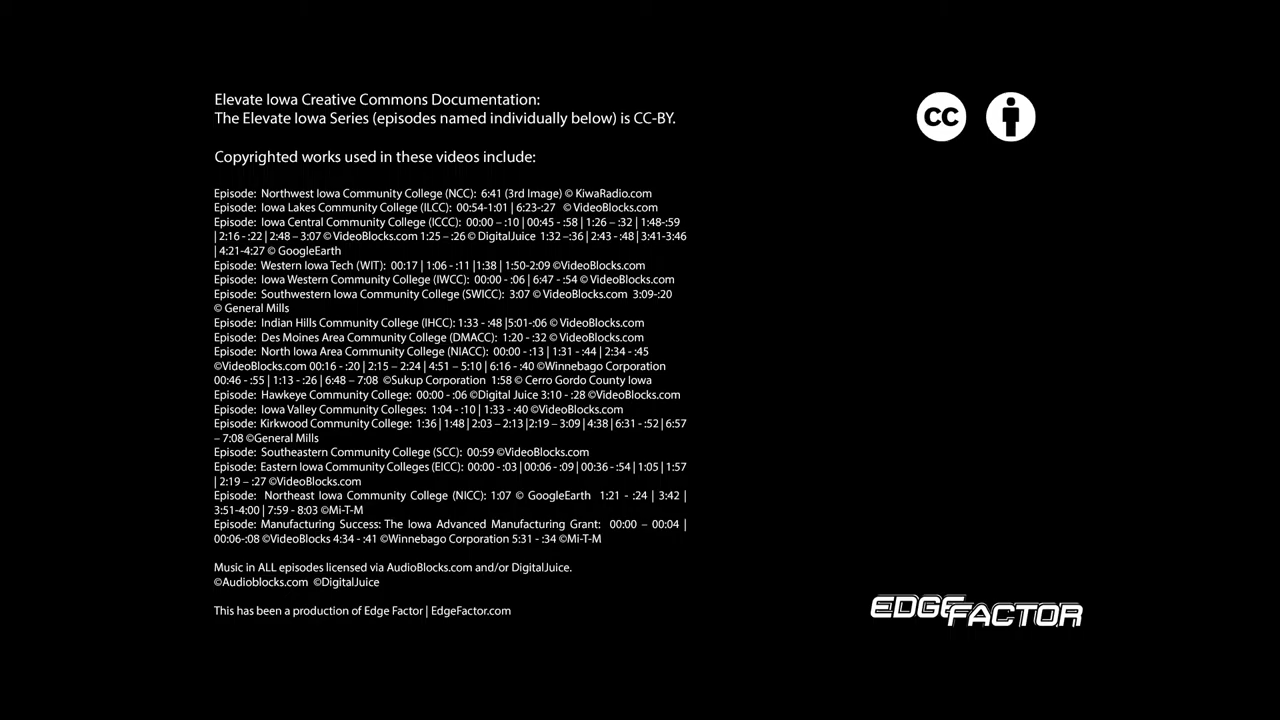 Elevate Iowa Creative Commons Documentation:
The Elevate Iowa Series (episodes named individually below) is CC-BY.
Copyrighted works used in these videos include:
Episode: Northwest Iowa Community College (NCC): 6:41 (3rd Image) © KiwaRadio.com
Episode: Iowa Lakes Community College (ILCC): 00:54-1:01 | 6:23-:27 © VideoBlocks.com
Episode: Iowa Central Community College (ICCC): 00:00 – :10 | 00:45 - :58 | 1:26 – :32 | 1:48-:59
| 2:16 - :22 | 2:48 – 3:07 © VideoBlocks.com 1:25 – :26 © DigitalJuice 1:32 –:36 | 2:43 - :48 | 3:41-3:46
| 4:21-4:27 © GoogleEarth
Episode: Western Iowa Tech (WIT): 00:17 | 1:06 - :11 |1:38 | 1:50-2:09 ©VideoBlocks.com
Episode: Iowa Western Community College (IWCC): 00:00 - :06 | 6:47 - :54 © VideoBlocks.com
Episode: Southwestern Iowa Community College (SWICC): 3:07 © VideoBlocks.com 3:09-:20
© General Mills
Episode: Indian Hills Community College (IHCC): 1:33 - :48 |5:01-:06 © VideoBlocks.com
Episode: Des Moines Area Community College (DMACC): 1:20 - :32 © VideoBlocks.com
Episode: North Iowa Area Community College (NIACC): 00:00 - :13 | 1:31 - :44 | 2:34 - :45
©VideoBlocks.com 00:16 - :20 | 2:15 – 2:24 | 4:51 – 5:10 | 6:16 - :40 ©Winnebago Corporation
00:46 - :55 | 1:13 - :26 | 6:48 – 7:08 ©Sukup Corporation 1:58 © Cerro Gordo County Iowa
Episode: Hawkeye Community College: 00:00 - :06 ©Digital Juice 3:10 - :28 ©VideoBlocks.com
Episode: Iowa Valley Community Colleges: 1:04 - :10 | 1:33 - :40 ©VideoBlocks.com
Episode: Kirkwood Community College: 1:36 | 1:48 | 2:03 – 2:13 |2:19 – 3:09 | 4:38 | 6:31 - :52 | 6:57
– 7:08 ©General Mills
Episode: Southeastern Community College (SCC): 00:59 ©VideoBlocks.com
Episode: Eastern Iowa Community Colleges (EICC): 00:00 - :03 | 00:06 - :09 | 00:36 - :54 | 1:05 | 1:57
| 2:19 – :27 ©VideoBlocks.com
Episode: Northeast Iowa Community College (NICC): 1:07 © GoogleEarth 1:21 - :24 | 3:42 |
3:51-4:00 | 7:59 - 8:03 ©Mi-T-M
Episode: Manufacturing Success: The Iowa Advanced Manufacturing Grant: 00:00 – 00:04 |
00:06-:08 ©VideoBlocks 4:34 - :41 ©Winnebago Corporation 5:31 - :34 ©Mi-T-M
Music in ALL episodes licensed via AudioBlocks.com and/or DigitalJuice.
©Audioblocks.com ©DigitalJuice
This has been a production of Edge Factor | EdgeFactor.com
CC
EDGE FACTOR